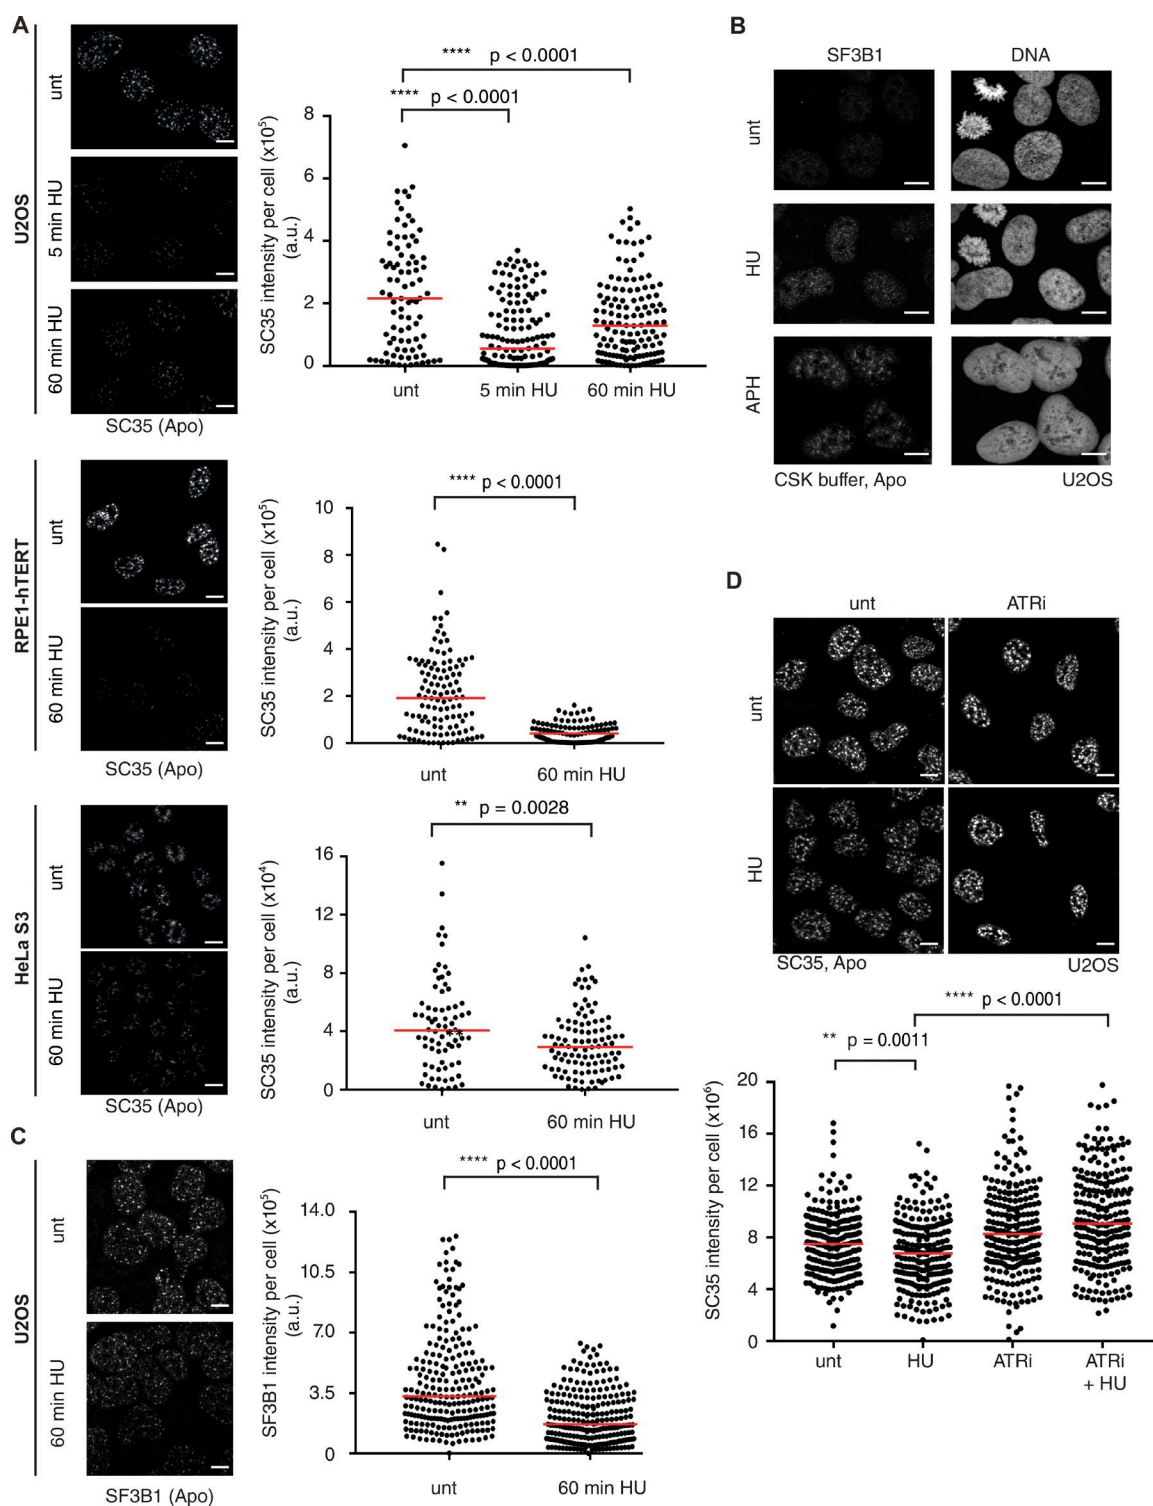 A
U2OS
unt
5 min HU
60 min HU
SC35 (Apo)
**** p < 0.0001
**** p < 0.0001
SC35 intensity per cell (x10⁵)
(a.u.)
8
6
4
2
0
unt 5 min HU 60 min HU
B
SF3B1 DNA
unt
HU
APH
CSK buffer, Apo U2OS
RPE1-hTERT
unt
60 min HU
SC35 (Apo)
**** p < 0.0001
SC35 intensity per cell (x10⁵)
(a.u.)
10
8
6
4
2
0
unt 60 min HU
HeLa S3
unt
60 min HU
SC35 (Apo)
** p = 0.0028
SC35 intensity per cell (x10⁴)
(a.u.)
16
12
8
4
0
**
unt 60 min HU
C
U2OS
unt
60 min HU
SF3B1 (Apo)
**** p < 0.0001
SF3B1 intensity per cell (x10⁵)
(a.u.)
14.0
10.5
7.0
3.5
0
unt 60 min HU
D
unt ATRi
unt
HU
SC35, Apo U2OS
**** p < 0.0001
** p = 0.0011
SC35 intensity per cell (x10⁶)
20
16
12
8
4
0
unt HU ATRi ATRi
+ HU